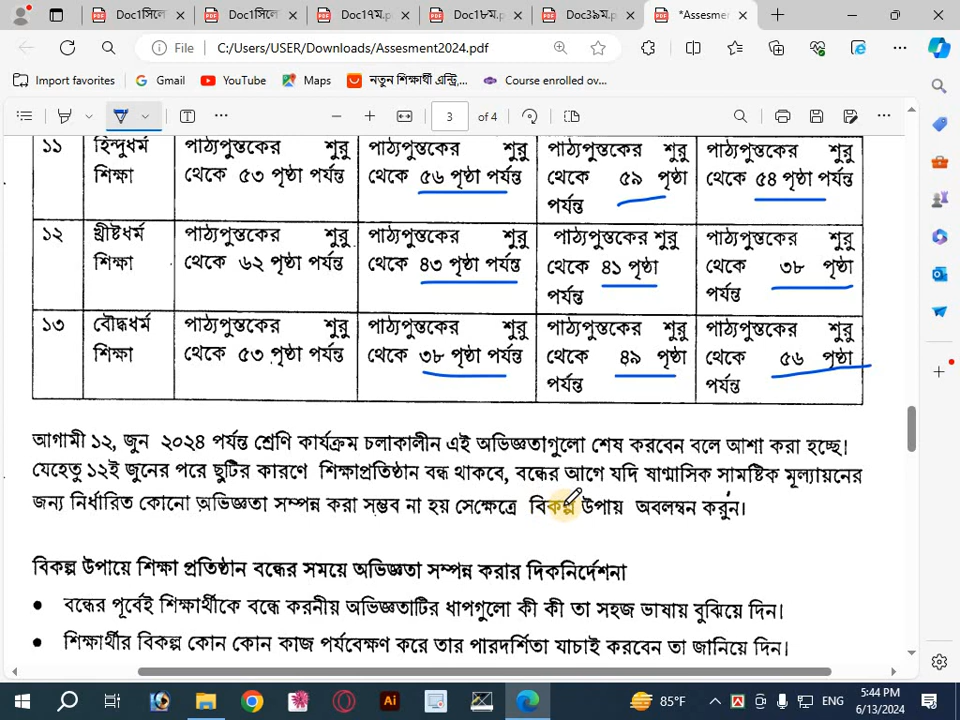 Doc1সিলে
Doc1সিলে
Doc১৭ম.p
Doc১৮ম.p
Doc৩৯ম.
*Assesme
File
C:/Users/USER/Downloads/Assesment2024.pdf
Import favorites
Gmail
YouTube
Maps
নতুন শিক্ষার্থী এন্ট্রি,...
Course enrolled ov...
3
of 4
১১
হিন্দুধর্ম
শিক্ষা
পাঠ্যপুস্তকের শুরু
থেকে ৫৩ পৃষ্ঠা পর্যন্ত
পাঠ্যপুস্তকের শুরু
থেকে ৫৬ পৃষ্ঠা পর্যন্ত
পাঠ্যপুস্তকের শুরু
থেকে ৫৯ পৃষ্ঠা
পর্যন্ত
পাঠ্যপুস্তকের শুরু
থেকে ৫৪ পৃষ্ঠা পর্যন্ত
১২
খ্রীষ্টধর্ম
শিক্ষা
পাঠ্যপুস্তকের শুরু
থেকে ৬২ পৃষ্ঠা পর্যন্ত
পাঠ্যপুস্তকের শুরু
থেকে ৪৩ পৃষ্ঠা পর্যন্ত
পাঠ্যপুস্তকের শুরু
থেকে ৪১ পৃষ্ঠা
পর্যন্ত
পাঠ্যপুস্তকের শুরু
থেকে ৩৮ পৃষ্ঠা
পর্যন্ত
১৩
বৌদ্ধধর্ম
শিক্ষা
পাঠ্যপুস্তকের শুরু
থেকে ৫৩ পৃষ্ঠা পর্যন্ত
পাঠ্যপুস্তকের শুরু
থেকে ৩৮ পৃষ্ঠা পর্যন্ত
পাঠ্যপুস্তকের শুরু
থেকে ৪৯ পৃষ্ঠা
পর্যন্ত
পাঠ্যপুস্তকের শুরু
থেকে ৫৬ পৃষ্ঠা
পর্যন্ত
আগামী ১২, জুন ২০২৪ পর্যন্ত শ্রেণি কার্যক্রম চলাকালীন এই অভিজ্ঞতাগুলো শেষ করবেন বলে আশা করা হচ্ছে।
যেহেতু ১২ই জুনের পরে ছুটির কারণে শিক্ষাপ্রতিষ্ঠান বন্ধ থাকবে, বন্ধের আগে যদি ষাণ্মাসিক সামষ্টিক মূল্যায়নের
জন্য নির্ধারিত কোনো অভিজ্ঞতা সম্পন্ন করা সম্ভব না হয় সেক্ষেত্রে বিকল্প উপায় অবলম্বন করুন।
বিকল্প উপায়ে শিক্ষা প্রতিষ্ঠান বন্ধের সময়ে অভিজ্ঞতা সম্পন্ন করার দিকনির্দেশনা
• বন্ধের পূর্বেই শিক্ষার্থীকে বন্ধে করনীয় অভিজ্ঞতাটির ধাপগুলো কী কী তা সহজ ভাষায় বুঝিয়ে দিন।
• শিক্ষার্থীর বিকল্প কোন কোন কাজ পর্যবেক্ষণ করে তার পারদর্শিতা যাচাই করবেন তা জানিয়ে দিন।
85°F
ENG
5:44 PM
6/13/2024